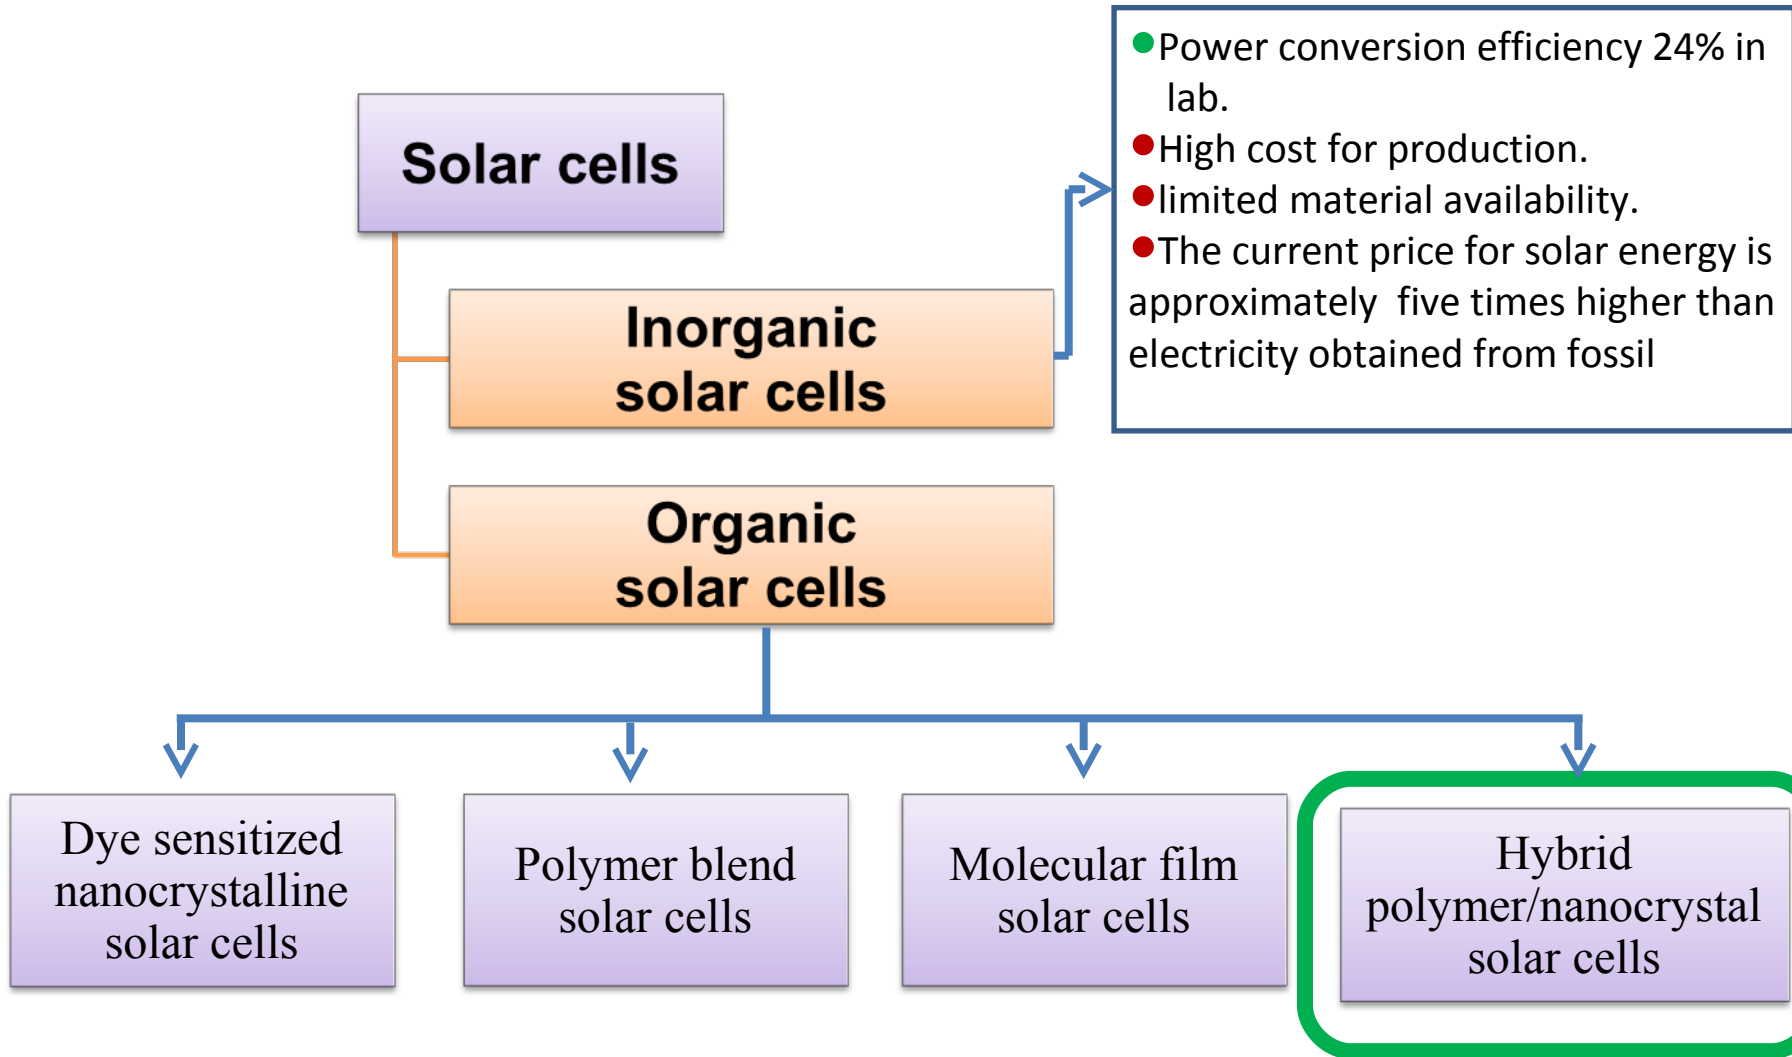 Solar cells
● Power conversion efficiency 24% in
lab.
● High cost for production.
● limited material availability.
● The current price for solar energy is
approximately five times higher than
electricity obtained from fossil
Inorganic
solar cells
Organic
solar cells
Dye sensitized
nanocrystalline
solar cells
Polymer blend
solar cells
Molecular film
solar cells
Hybrid
polymer/nanocrystal
solar cells